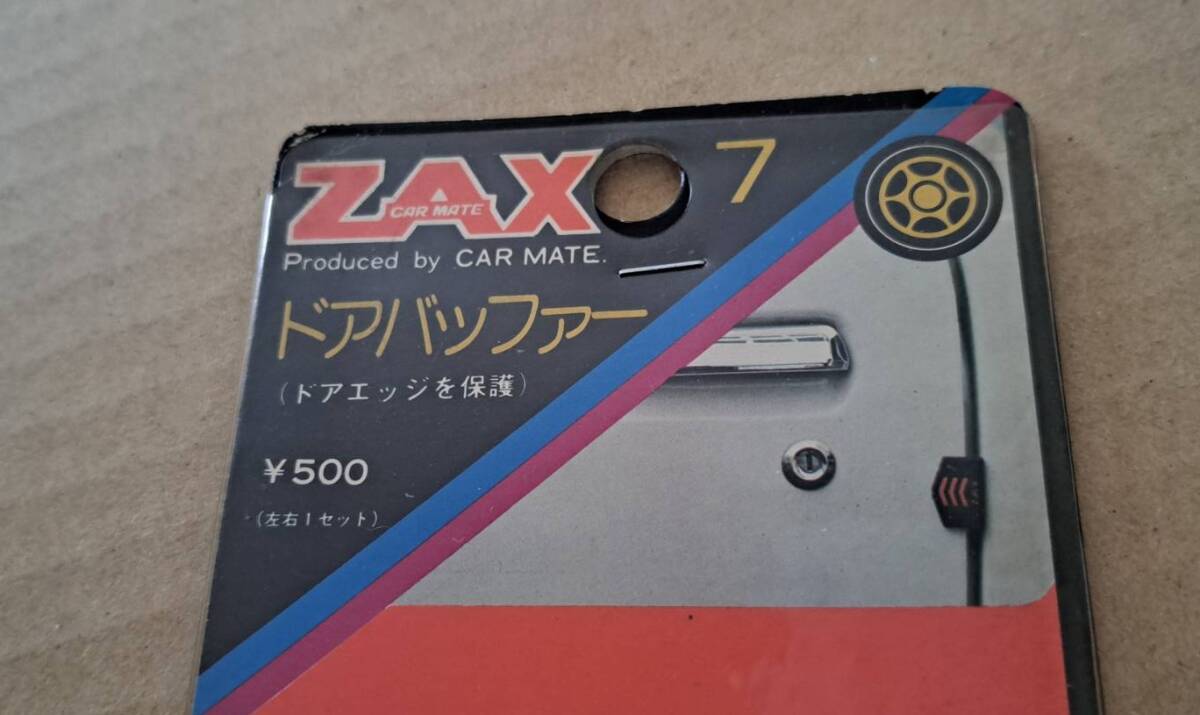 ZAX
CAR MATE
7
Produced by CAR MATE.
ドアバッファー
(ドアエッジを保護)
¥500
(左右1セット)